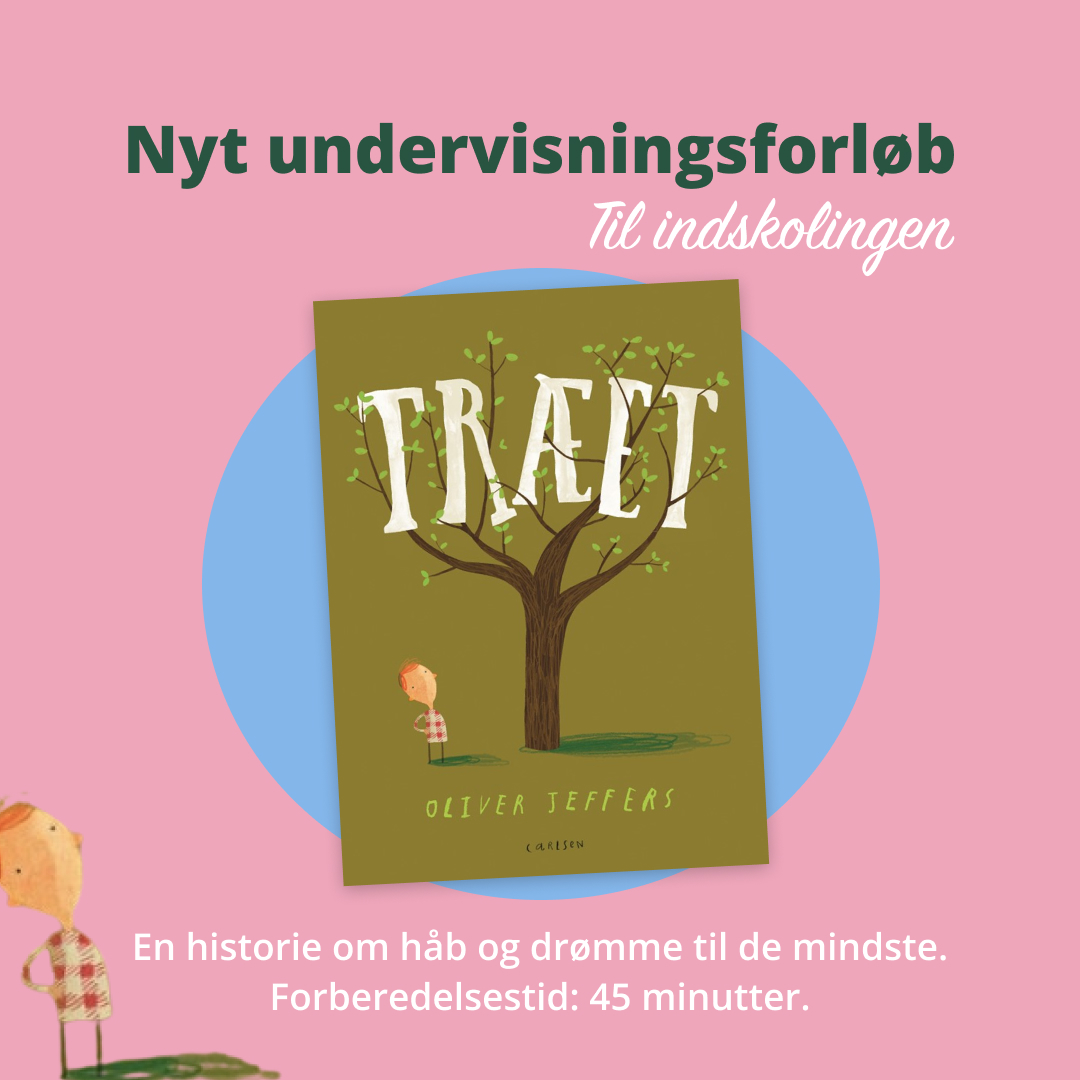 Nyt undervisningsforløb
Til indskolingen
TRÆET
OLIVER JEFFERS
CARLSEN
En historie om håb og drømme til de mindste.
Forberedelsestid: 45 minutter.